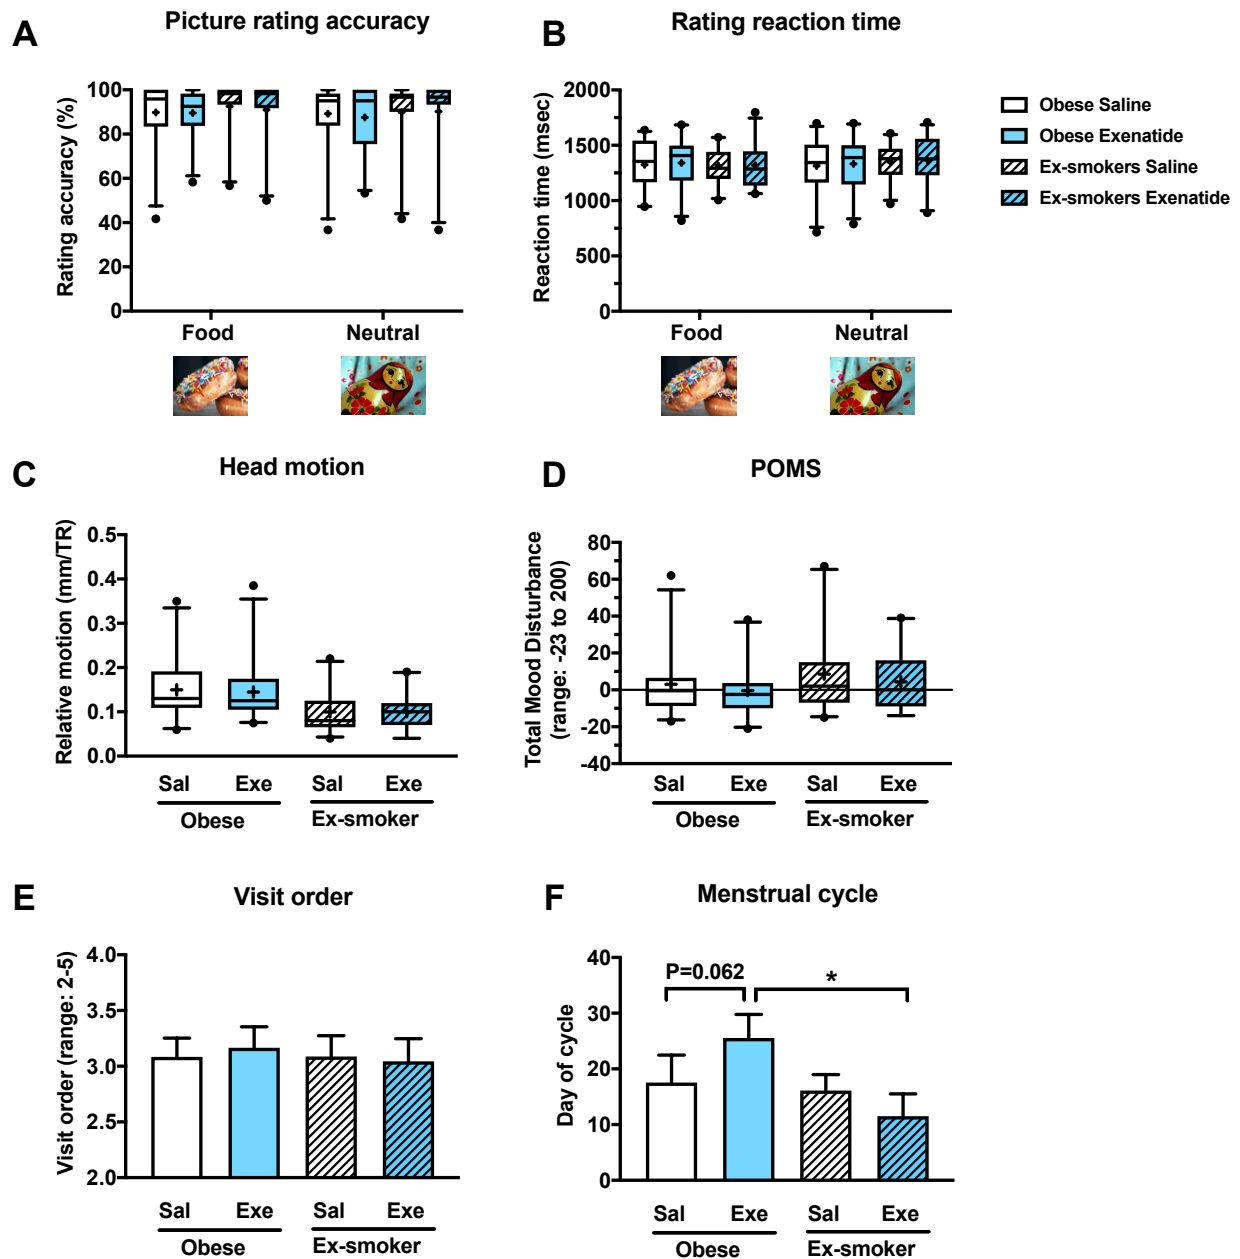 A
Picture rating accuracy
Rating accuracy (%)
100
80
60
40
20
0
Food
Neutral
B
Rating reaction time
Reaction time (msec)
2000
1500
1000
500
0
Food
Neutral
Obese Saline
Obese Exenatide
Ex-smokers Saline
Ex-smokers Exenatide
C
Head motion
Relative motion (mm/TR)
0.5
0.4
0.3
0.2
0.1
0.0
Sal Exe Sal Exe
Obese Ex-smoker
D
POMS
Total Mood Disturbance
(range: -23 to 200)
80
60
40
20
0
-20
-40
Sal Exe Sal Exe
Obese Ex-smoker
E
Visit order
Visit order (range: 2-5)
4.0
3.5
3.0
2.5
2.0
Sal Exe Sal Exe
Obese Ex-smoker
F
Menstrual cycle
Day of cycle
40
30
20
10
0
P=0.062
*
Sal Exe Sal Exe
Obese Ex-smoker